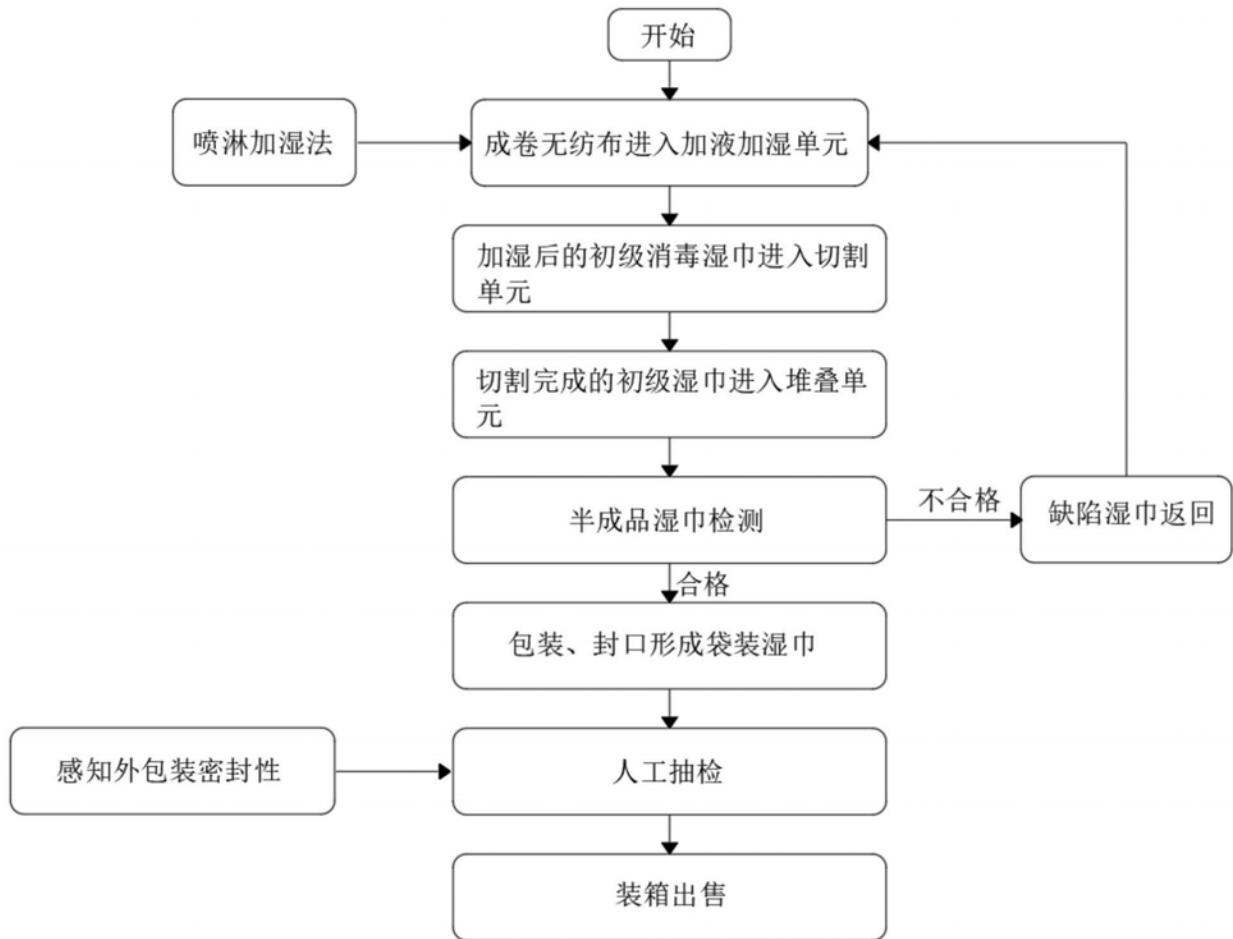 开始
喷淋加湿法
成卷无纺布进入加液加湿单元
加湿后的初级消毒湿巾进入切割
单元
切割完成的初级湿巾进入堆叠单
元
半成品湿巾检测
不合格
缺陷湿巾返回
合格
包装、封口形成袋装湿巾
感知外包装密封性
人工抽检
装箱出售